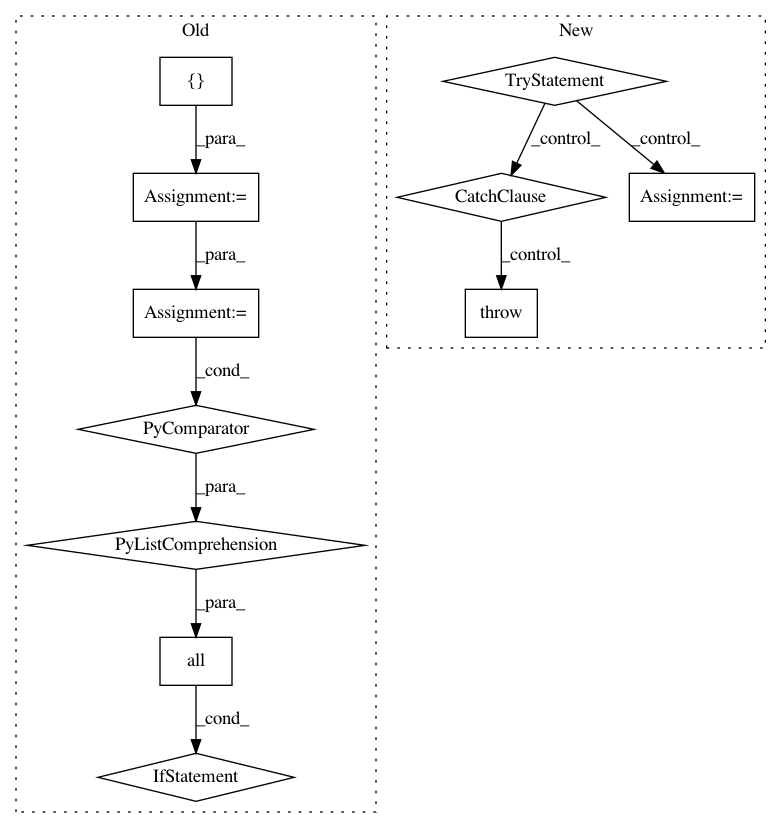 Old
{}
_para_
Assignment:=
_para_
Assignment:=
_cond_
PyComparator
_para_
PyListComprehension
_para_
all
_cond_
IfStatement
New
TryStatement
_control_ _control_
CatchClause Assignment:=
_control_
throw